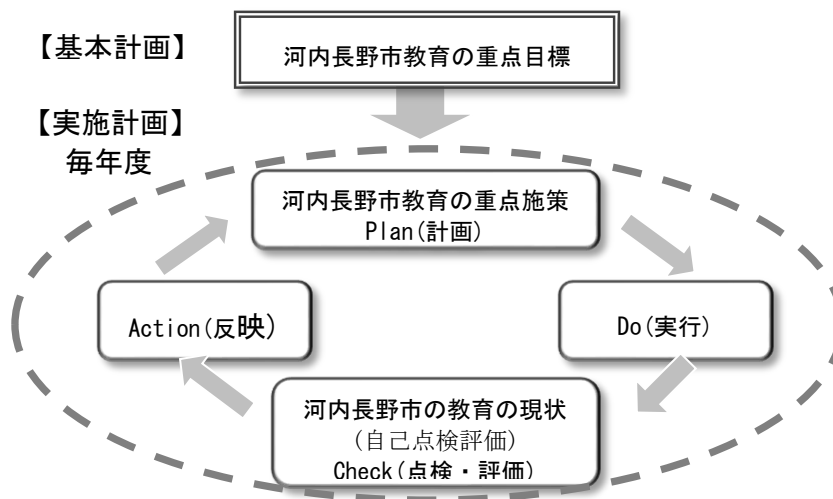 【基本計画】
河内長野市教育の重点目標
【実施計画】
毎年度
河内長野市教育の重点施策
Plan(計画)
Action(反映)
Do(実行)
河内長野市の教育の現状
(自己点検評価)
Check(点検・評価)